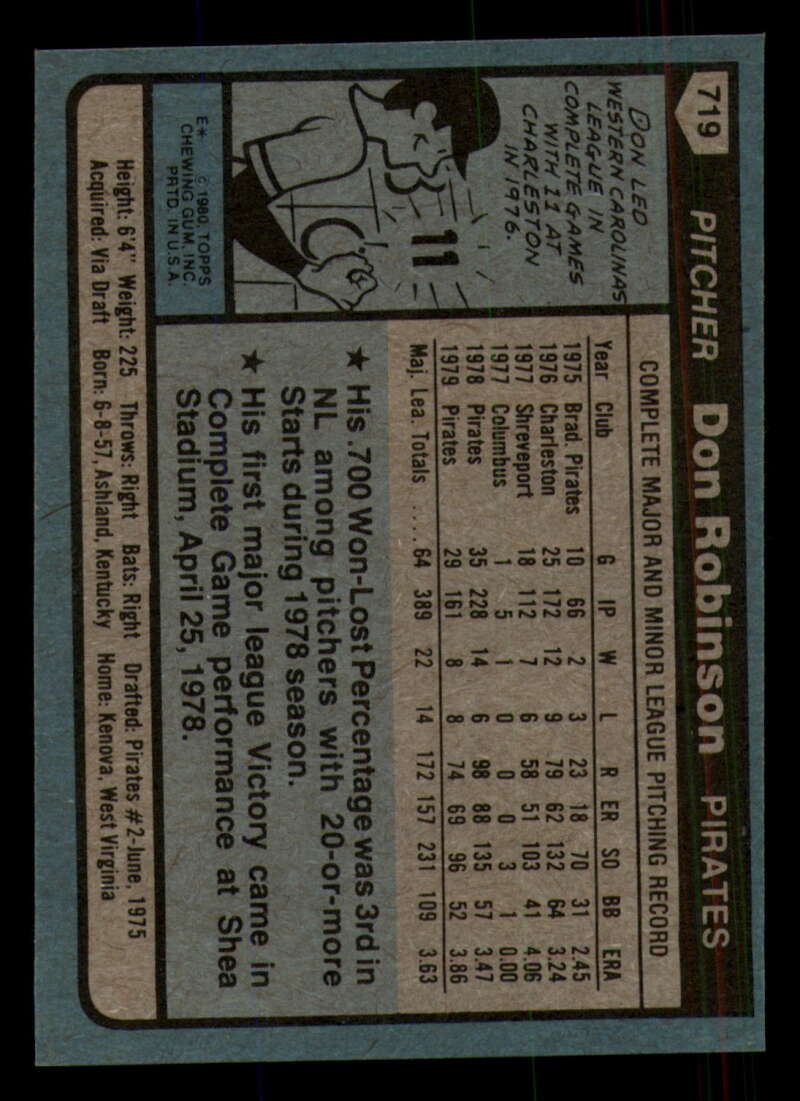 719 PITCHER Don Robinson PIRATES
DON LED
WESTERN CAROLINAS
LEAGUE IN
COMPLETE GAMES
WITH 11 AT
CHARLESTON
IN 1976.
11
E* © 1980, TOPPS
CHEWING GUM, INC.
PRTD. IN U.S.A.
COMPLETE MAJOR AND MINOR LEAGUE PITCHING RECORD
Year Club G IP W L R ER SO BB ERA
1975 Brad. Pirates 10 66 2 3 23 18 70 31 2.45
1976 Charleston 25 172 12 9 79 62 132 64 3.24
1977 Shreveport 18 112 7 6 58 51 103 41 4.06
1977 Columbus 1 5 1 0 0 0 3 1 0.00
1978 Pirates 35 228 14 6 98 88 135 57 3.47
1979 Pirates 29 161 8 8 74 69 96 52 3.86
Maj. Lea. Totals .... 64 389 22 14 172 157 231 109 3.63
★ His .700 Won-Lost Percentage was 3rd in
NL among pitchers with 20-or-more
Starts during 1978 season.
★ His first major league Victory came in
Complete Game performance at Shea
Stadium, April 25, 1978.
Height: 6'4" Weight: 225 Throws: Right Bats: Right Drafted: Pirates #2-June, 1975
Acquired: Via Draft Born: 6-8-57, Ashland, Kentucky Home: Kenova, West Virginia